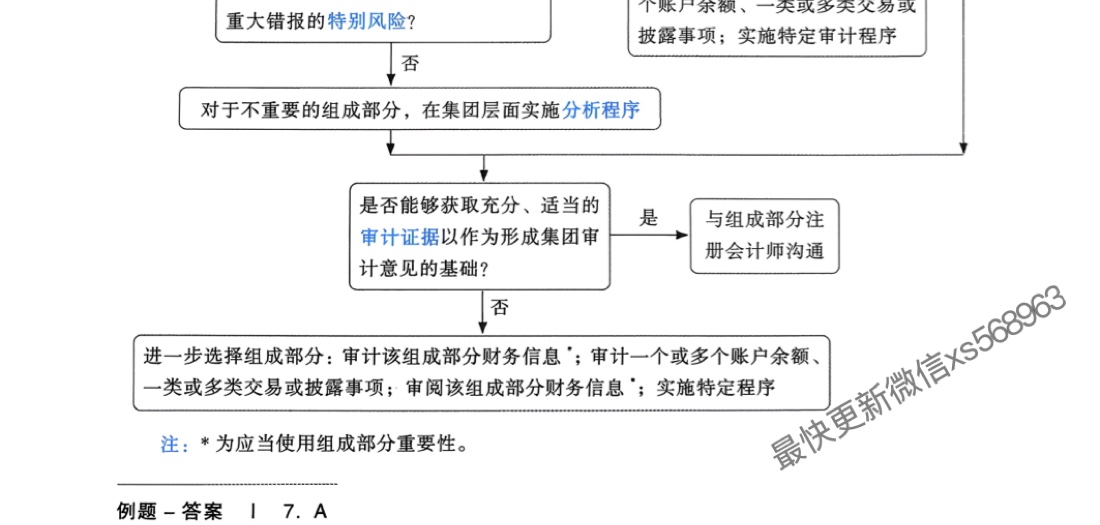 重大错报的特别风险?
个账户余额、一类或多类交易或
披露事项；实施特定审计程序
否
对于不重要的组成部分，在集团层面实施分析程序
是否能够获取充分、适当的
审计证据以作为形成集团审
计意见的基础?
是
与组成部分注
册会计师沟通
否
进一步选择组成部分：审计该组成部分财务信息*；审计一个或多个账户余额、
一类或多类交易或披露事项；审阅该组成部分财务信息*；实施特定程序
注：*为应当使用组成部分重要性。
最快更新微信xs568963
例题 – 答案 | 7. A